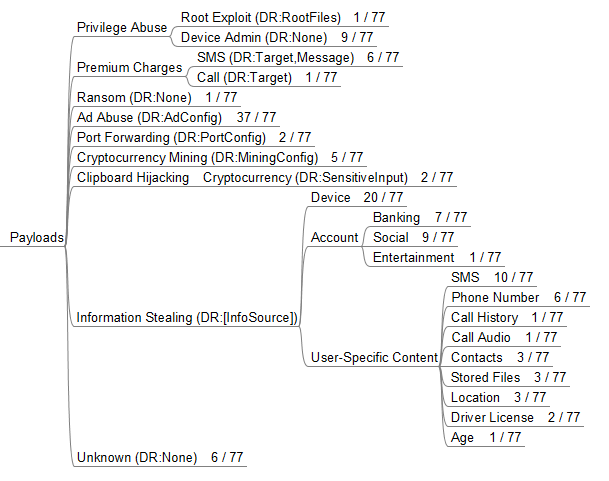 Root Exploit (DR:RootFiles) 1 / 77
Privilege Abuse
Device Admin (DR:None) 9 / 77
SMS (DR:Target,Message) 6 / 77
Premium Charges
Call (DR:Target) 1 / 77
Ransom (DR:None) 1 / 77
Ad Abuse (DR:AdConfig) 37 / 77
Port Forwarding (DR:PortConfig) 2 / 77
Cryptocurrency Mining (DR:MiningConfig) 5 / 77
Clipboard Hijacking Cryptocurrency (DR:SensitiveInput) 2 / 77
Device 20 / 77
Banking 7 / 77
Payloads
Account
Social 9 / 77
Entertainment 1 / 77
SMS 10 / 77
Phone Number 6 / 77
Information Stealing (DR:[InfoSource])
Call History 1 / 77
Call Audio 1 / 77
User-Specific Content
Contacts 3 / 77
Stored Files 3 / 77
Location 3 / 77
Driver License 2 / 77
Age 1 / 77
Unknown (DR:None) 6 / 77